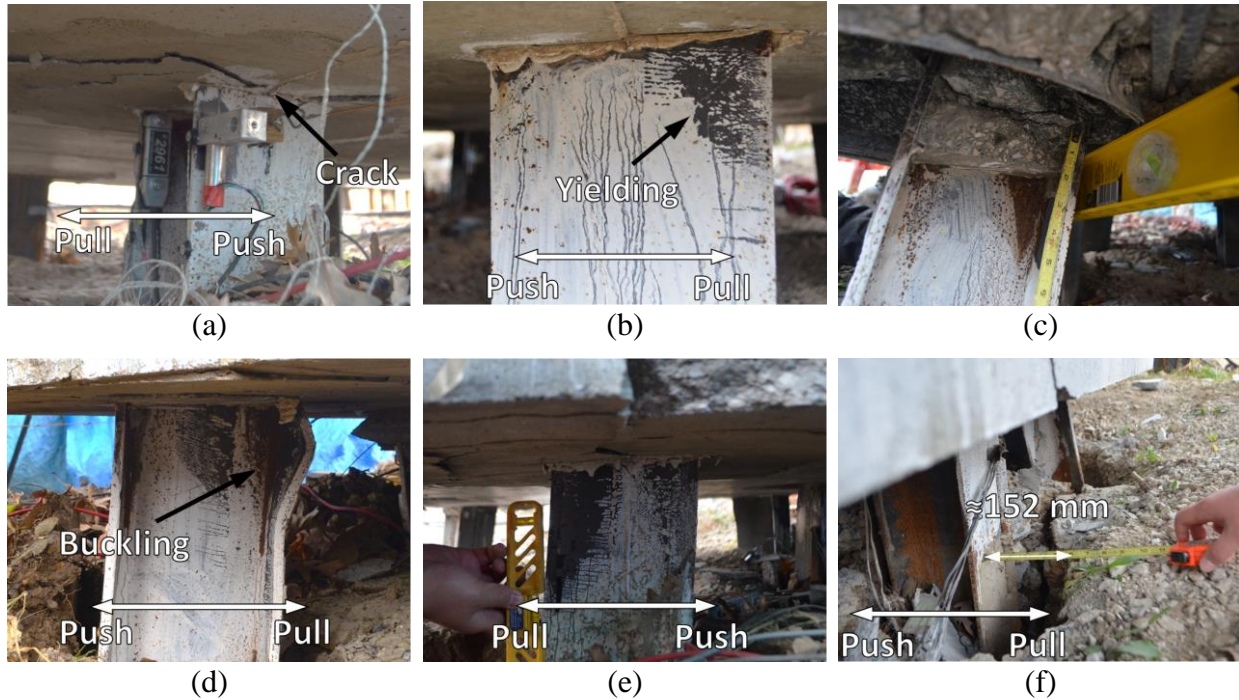 Crack
Pull
Push
(a)
Yielding
Push
Pull
(b)
(c)
Buckling
Push
Pull
(d)
Pull
Push
(e)
≈152 mm
Push
Pull
(f)